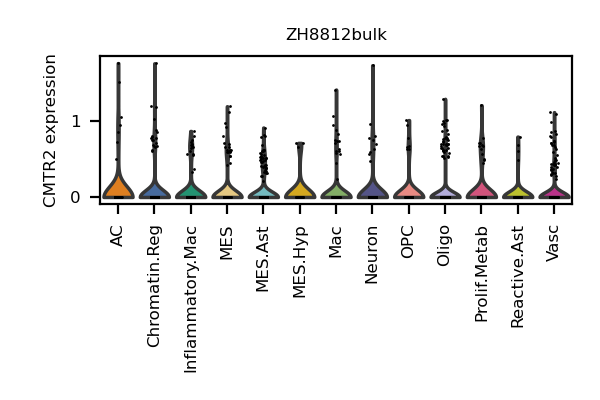 ZH8812bulk
CMTR2 expression
1
0
AC
Chromatin.Reg
Inflammatory.Mac
MES
MES.Ast
MES.Hyp
Mac
Neuron
OPC
Oligo
Prolif.Metab
Reactive.Ast
Vasc